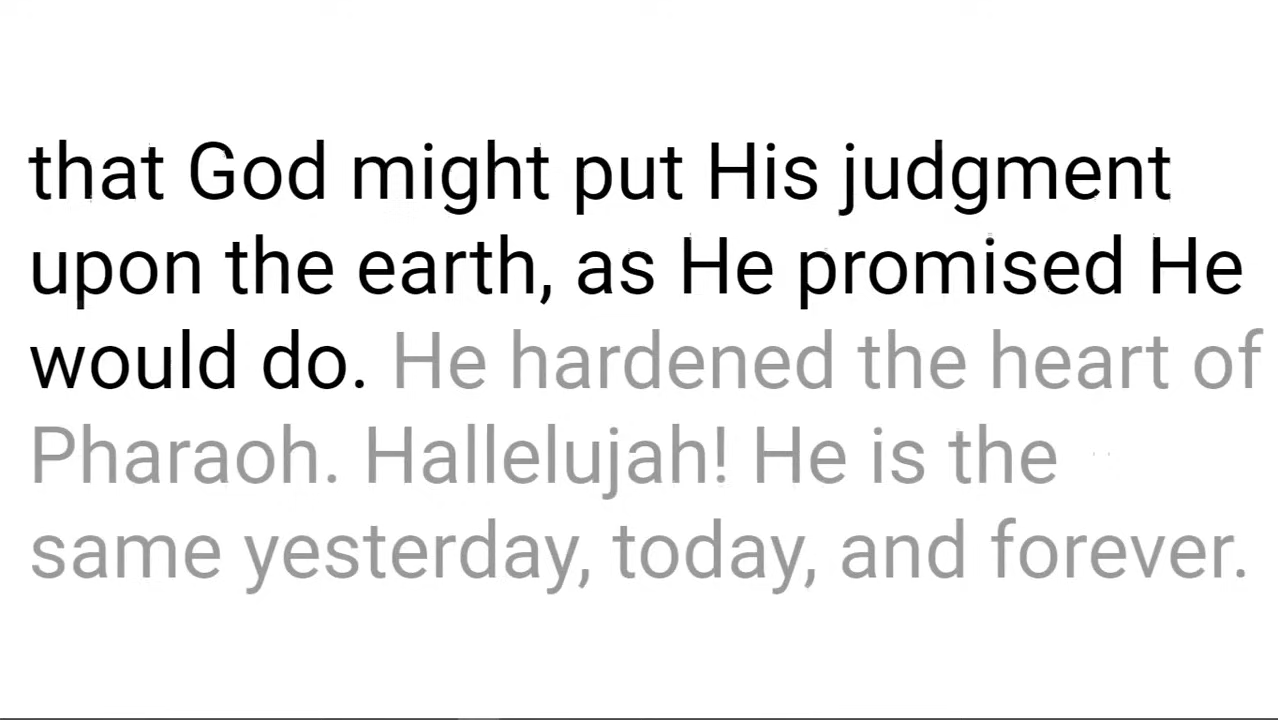 that God might put His judgment
upon the earth, as He promised He
would do. He hardened the heart of
Pharaoh. Hallelujah! He is the
same yesterday, today, and forever.